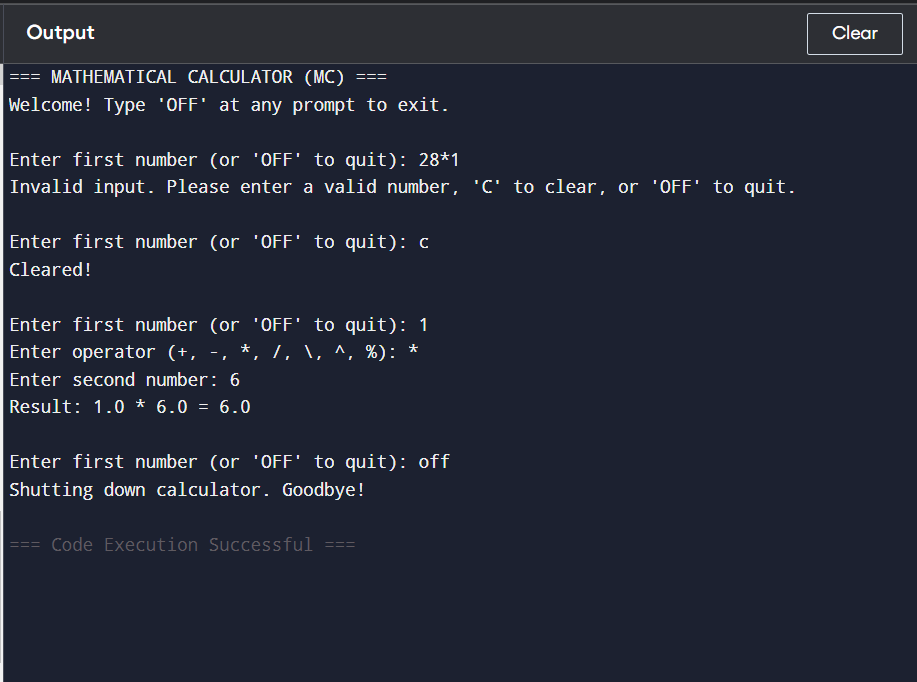 Output
Clear
=== MATHEMATICAL CALCULATOR (MC) ===
Welcome! Type 'OFF' at any prompt to exit.
Enter first number (or 'OFF' to quit): 28*1
Invalid input. Please enter a valid number, 'C' to clear, or 'OFF' to quit.
Enter first number (or 'OFF' to quit): c
Cleared!
Enter first number (or 'OFF' to quit): 1
Enter operator (+, -, *, /, \, ^, %): *
Enter second number: 6
Result: 1.0 * 6.0 = 6.0
Enter first number (or 'OFF' to quit): off
Shutting down calculator. Goodbye!
=== Code Execution Successful ===